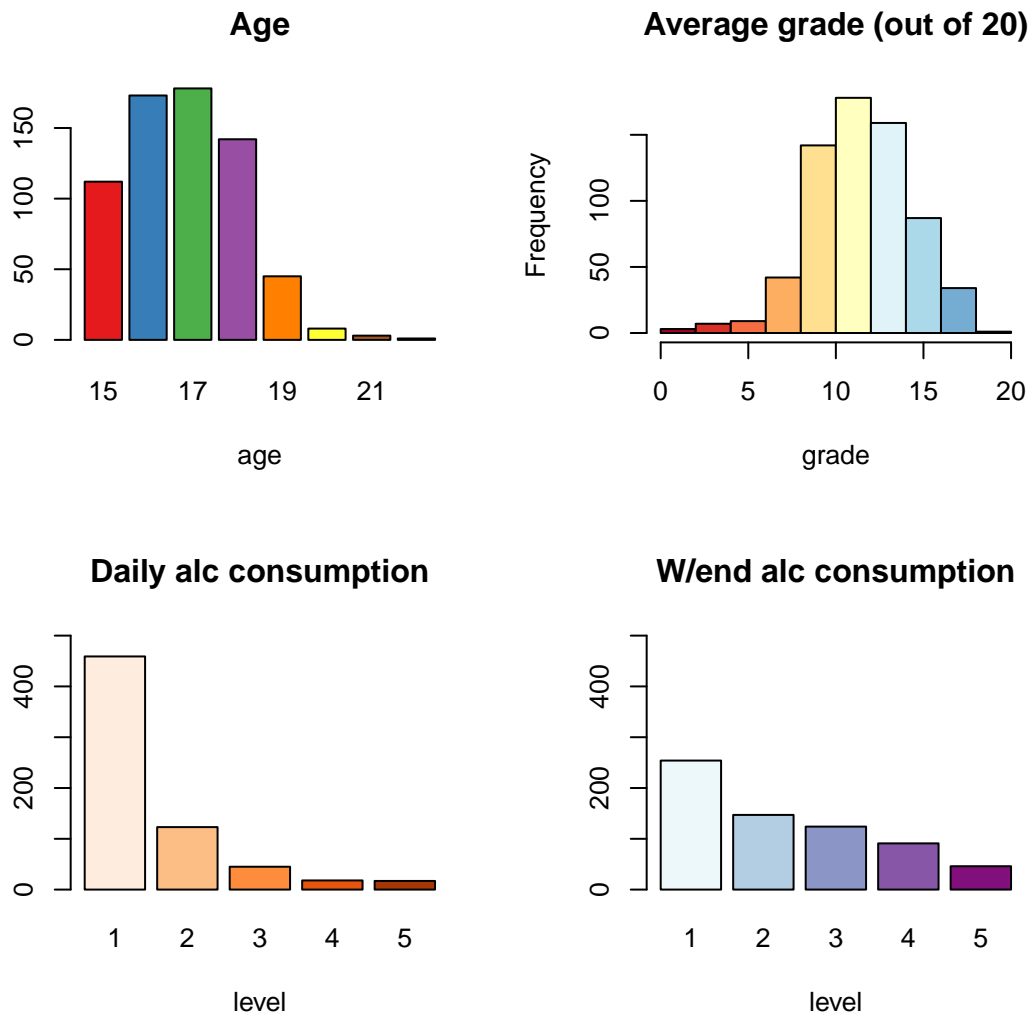 Age
150
100
50
0
15 17 19 21
age
Average grade (out of 20)
Frequency
100
50
0
0 5 10 15 20
grade
Daily alc consumption
400
200
0
1 2 3 4 5
level
W/end alc consumption
400
200
0
1 2 3 4 5
level